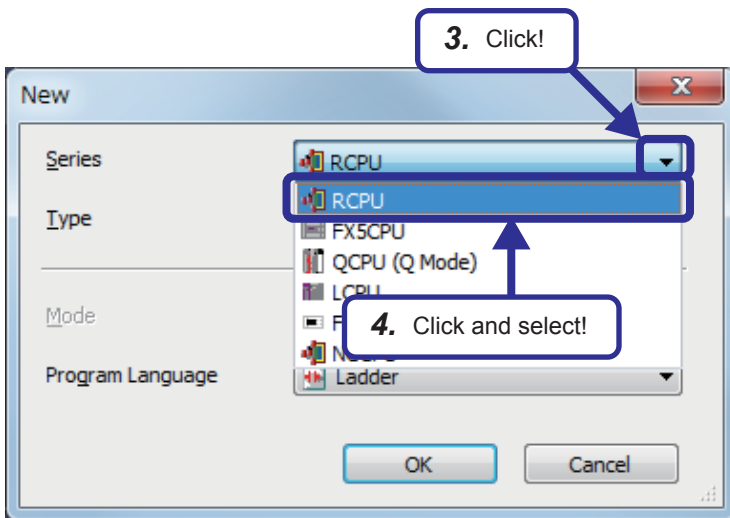 3. Click!
New
Series
RCPU
RCPU
Type
FX5CPU
QCPU (Q Mode)
LCPU
Mode
4. Click and select!
Program Language
Ladder
OK
Cancel